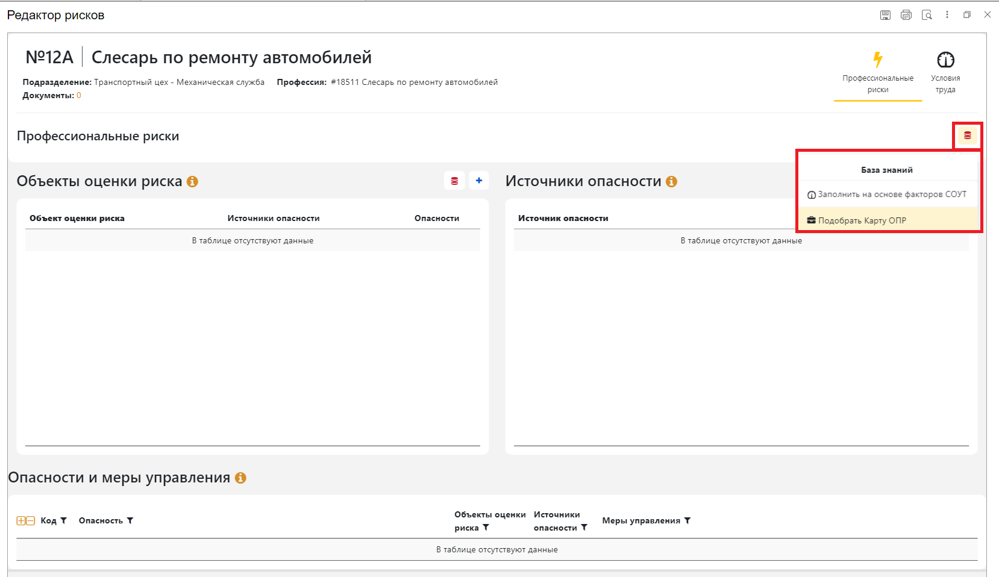 Редактор рисков
№12А Слесарь по ремонту автомобилей
Подразделение: Транспортный цех - Механическая служба Профессия: #18511 Слесарь по ремонту автомобилей
Документы: 0
Профессиональные
риски
Условия
труда
Профессиональные риски
База знаний
Заполнить на основе факторов СОУТ
Подобрать Карту ОПР
Объекты оценки риска
Объект оценки риска Источники опасности Опасности
В таблице отсутствуют данные
Источники опасности
Источник опасности
В таблице отсутствуют данные
Опасности и меры управления
Код Опасность
Объекты оценки
риска
Источники
опасности
Меры управления
В таблице отсутствуют данные